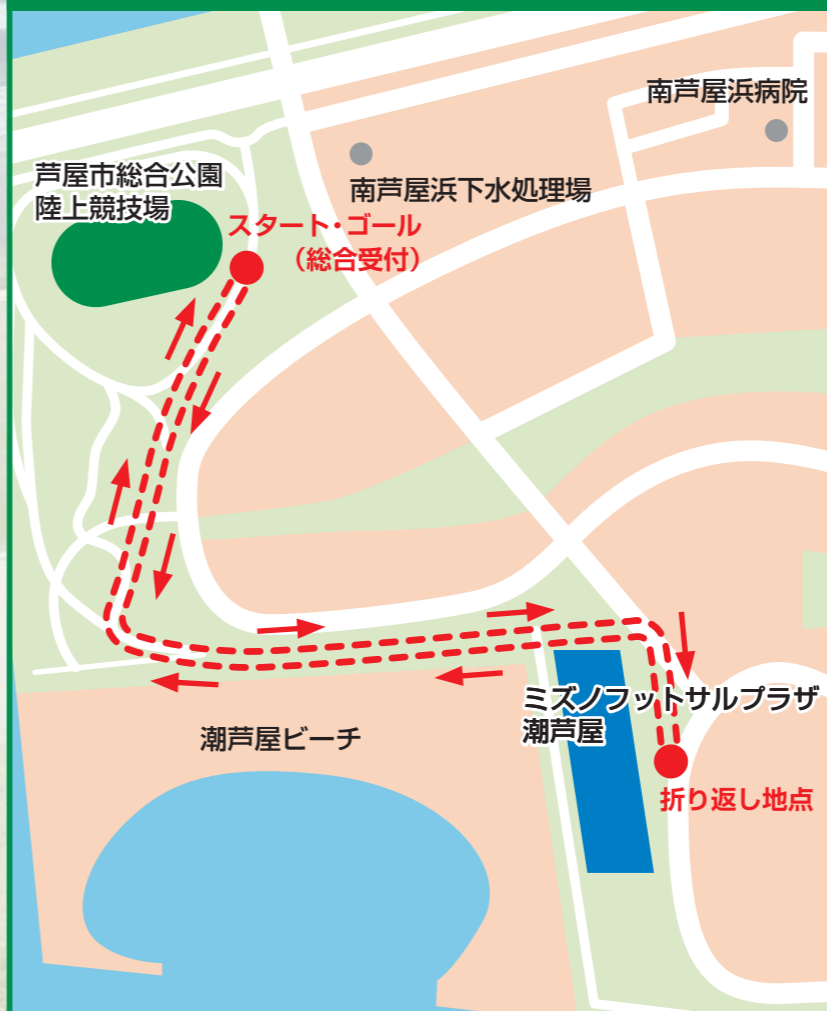 南芦屋浜病院
芦屋市総合公園
陸上競技場
南芦屋浜下水処理場
スタート・ゴール
（総合受付）
ミズノフットサルプラザ
潮芦屋
潮芦屋ビーチ
折り返し地点